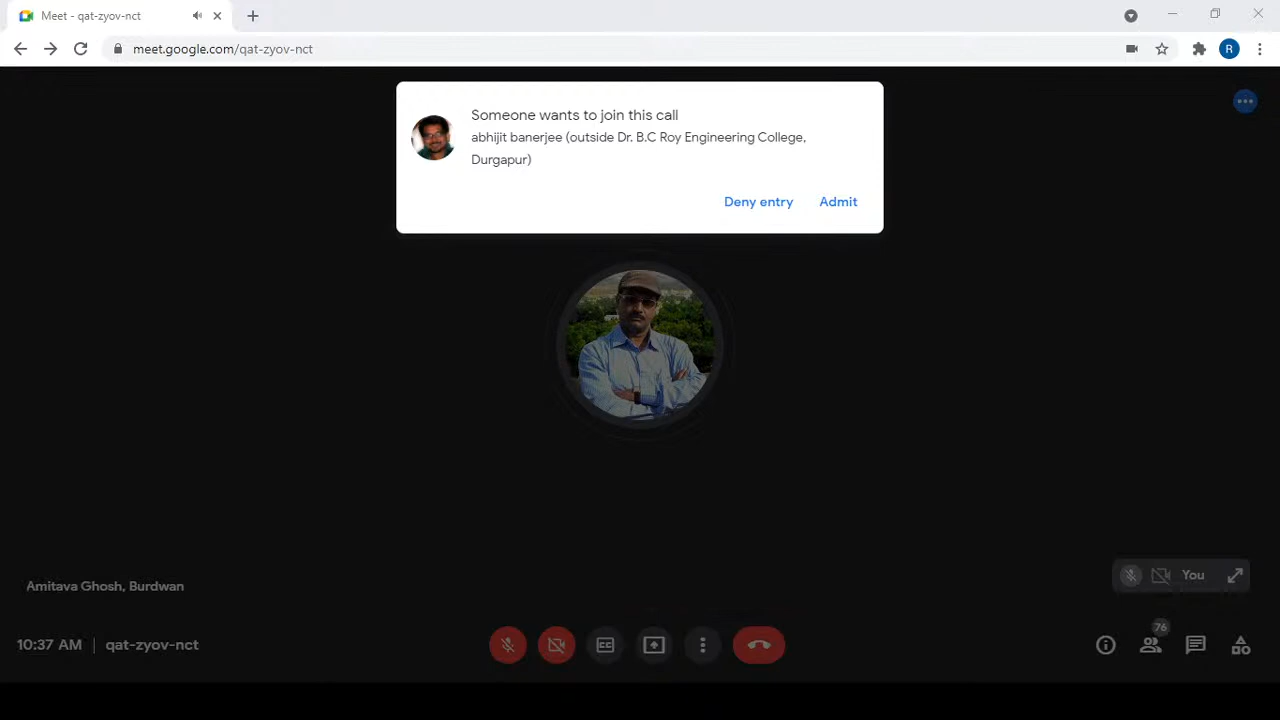 Meet - qat-zyov-nct
meet.google.com/qat-zyov-nct
R
Someone wants to join this call
abhijit banerjee (outside Dr. B.C Roy Engineering College,
Durgapur)
Deny entry
Admit
Amitava Ghosh, Burdwan
You
10:37 AM | qat-zyov-nct
CC
76